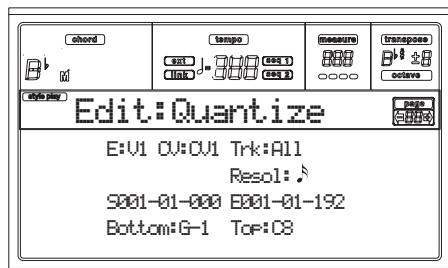 chord tempo measure transpose
ext seq 1
link seq 2
octave
style play
Edit:Quantize
page
E:V1 CV:CV1 Trk:All
Resol:
S001-01-000 E001-01-192
Bottom:G-1 Top:C8